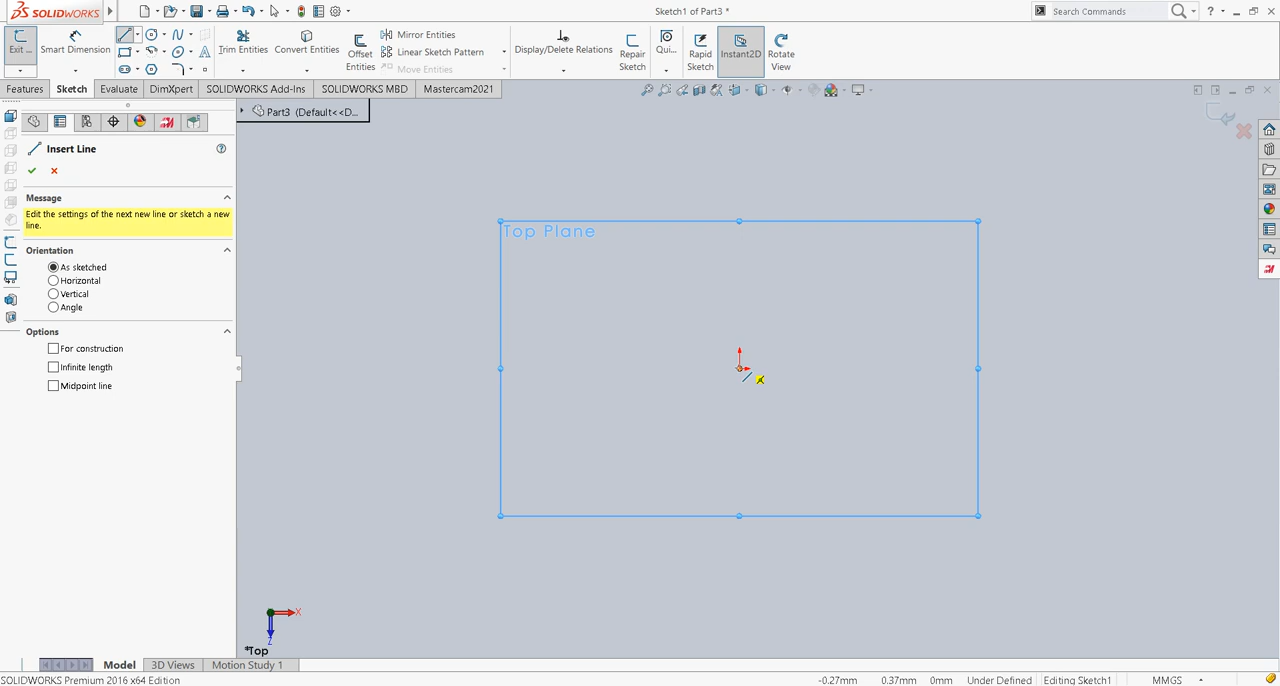 SOLIDWORKS
Sketch1 of Part3 *
Search Commands
Exit ...
Smart Dimension
Trim Entities
Convert Entities
Offset
Entities
Mirror Entities
Linear Sketch Pattern
Move Entities
Display/Delete Relations
Repair
Sketch
Qui...
Rapid
Sketch
Instant2D
Rotate
View
Features
Sketch
Evaluate
DimXpert
SOLIDWORKS Add-Ins
SOLIDWORKS MBD
Mastercam2021
Part3 (Default<<D...
Insert Line
Message
Edit the settings of the next new line or sketch a new
line.
Orientation
As sketched
Horizontal
Vertical
Angle
Options
For construction
Infinite length
Midpoint line
Top Plane
X
Z
*Top
Model
3D Views
Motion Study 1
SOLIDWORKS Premium 2016 x64 Edition
-0.27mm
0.37mm
0mm
Under Defined
Editing Sketch1
MMGS